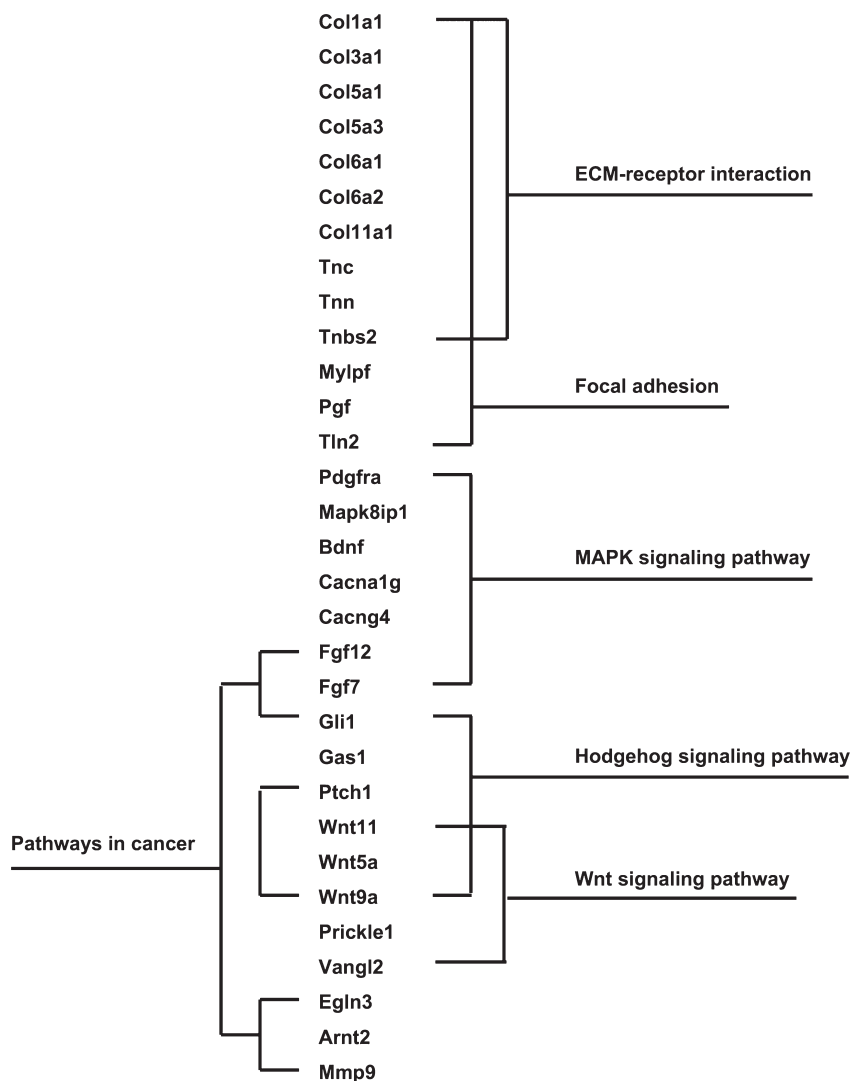 Col1a1
Col3a1
Col5a1
Col5a3
Col6a1
Col6a2
Col11a1
Tnc
Tnn
Tnbs2
Mylpf
Pgf
Tln2
Pdgfra
Mapk8ip1
Bdnf
Cacna1g
Cacng4
Fgf12
Fgf7
Gli1
Gas1
Ptch1
Wnt11
Wnt5a
Wnt9a
Prickle1
Vangl2
Egln3
Arnt2
Mmp9
ECM-receptor interaction
Focal adhesion
MAPK signaling pathway
Hodgehog signaling pathway
Wnt signaling pathway
Pathways in cancer